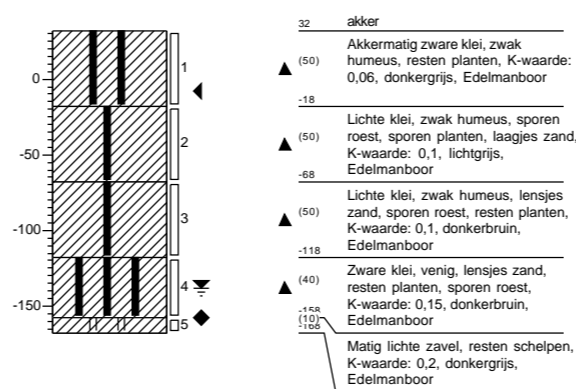 0
-50
-100
-150
1
2
3
4
5
32 akker
(50)
Akkermatig zware klei, zwak
humeus, resten planten, K-waarde:
0,06, donkergrijs, Edelmanboor
-18
(50)
Lichte klei, zwak humeus, sporen
roest, sporen planten, laagjes zand,
K-waarde: 0,1, lichtgrijs,
Edelmanboor
-68
(50)
Lichte klei, zwak humeus, lensjes
zand, sporen roest, resten planten,
K-waarde: 0,1, donkerbruin,
Edelmanboor
-118
(40)
Zware klei, venig, lensjes zand,
resten planten, sporen roest,
K-waarde: 0,15, donkerbruin,
Edelmanboor
-158
(10)
-168
Matig lichte zavel, resten schelpen,
K-waarde: 0,2, donkergrijs,
Edelmanboor